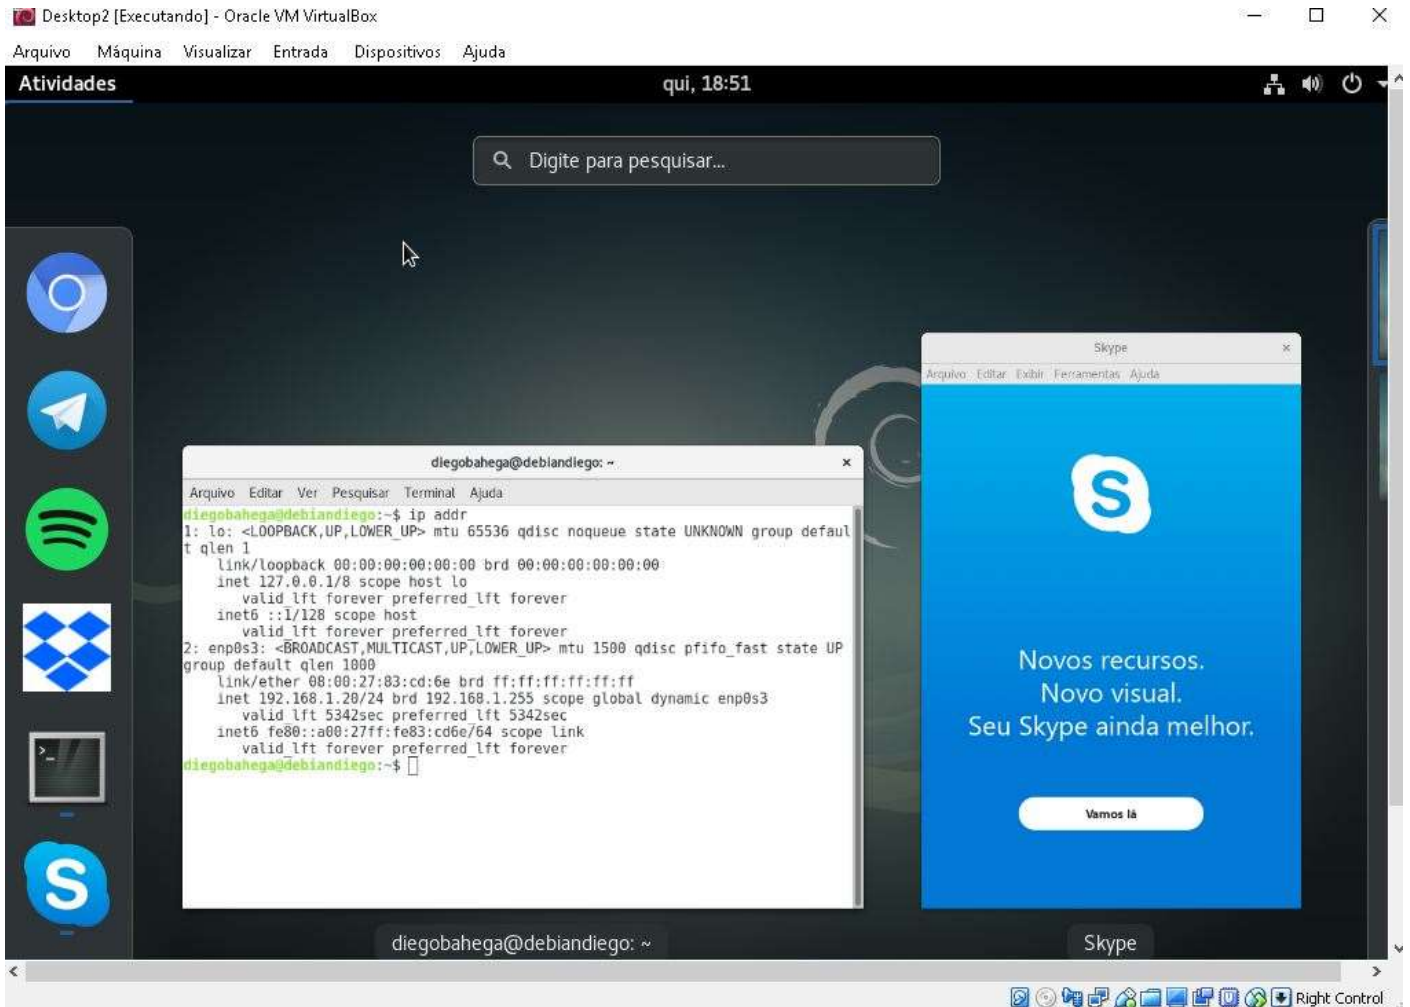 Desktop2 [Executando] - Oracle VM VirtualBox
Arquivo Máquina Visualizar Entrada Dispositivos Ajuda
Atividades qui, 18:51
Digite para pesquisar...
diegobahega@debiandiego: ~
Arquivo Editar Ver Pesquisar Terminal Ajuda
diegobahega@debiandiego:~$ ip addr
1: lo: <LOOPBACK,UP,LOWER_UP> mtu 65536 qdisc noqueue state UNKNOWN group defaul
t qlen 1
link/loopback 00:00:00:00:00:00 brd 00:00:00:00:00:00
inet 127.0.0.1/8 scope host lo
valid_lft forever preferred_lft forever
inet6 ::1/128 scope host
valid_lft forever preferred_lft forever
2: enp0s3: <BROADCAST,MULTICAST,UP,LOWER_UP> mtu 1500 qdisc pfifo_fast state UP
group default qlen 1000
link/ether 08:00:27:83:cd:6e brd ff:ff:ff:ff:ff:ff
inet 192.168.1.20/24 brd 192.168.1.255 scope global dynamic enp0s3
valid_lft 5342sec preferred_lft 5342sec
inet6 fe80::a00:27ff:fe83:cd6e/64 scope link
valid_lft forever preferred_lft forever
diegobahega@debiandiego:~$
Skype
Arquivo Editar Exibir Ferramentas Ajuda
S
Novos recursos.
Novo visual.
Seu Skype ainda melhor.
Vamos lá
>_
S
diegobahega@debiandiego: ~
Skype
Right Control